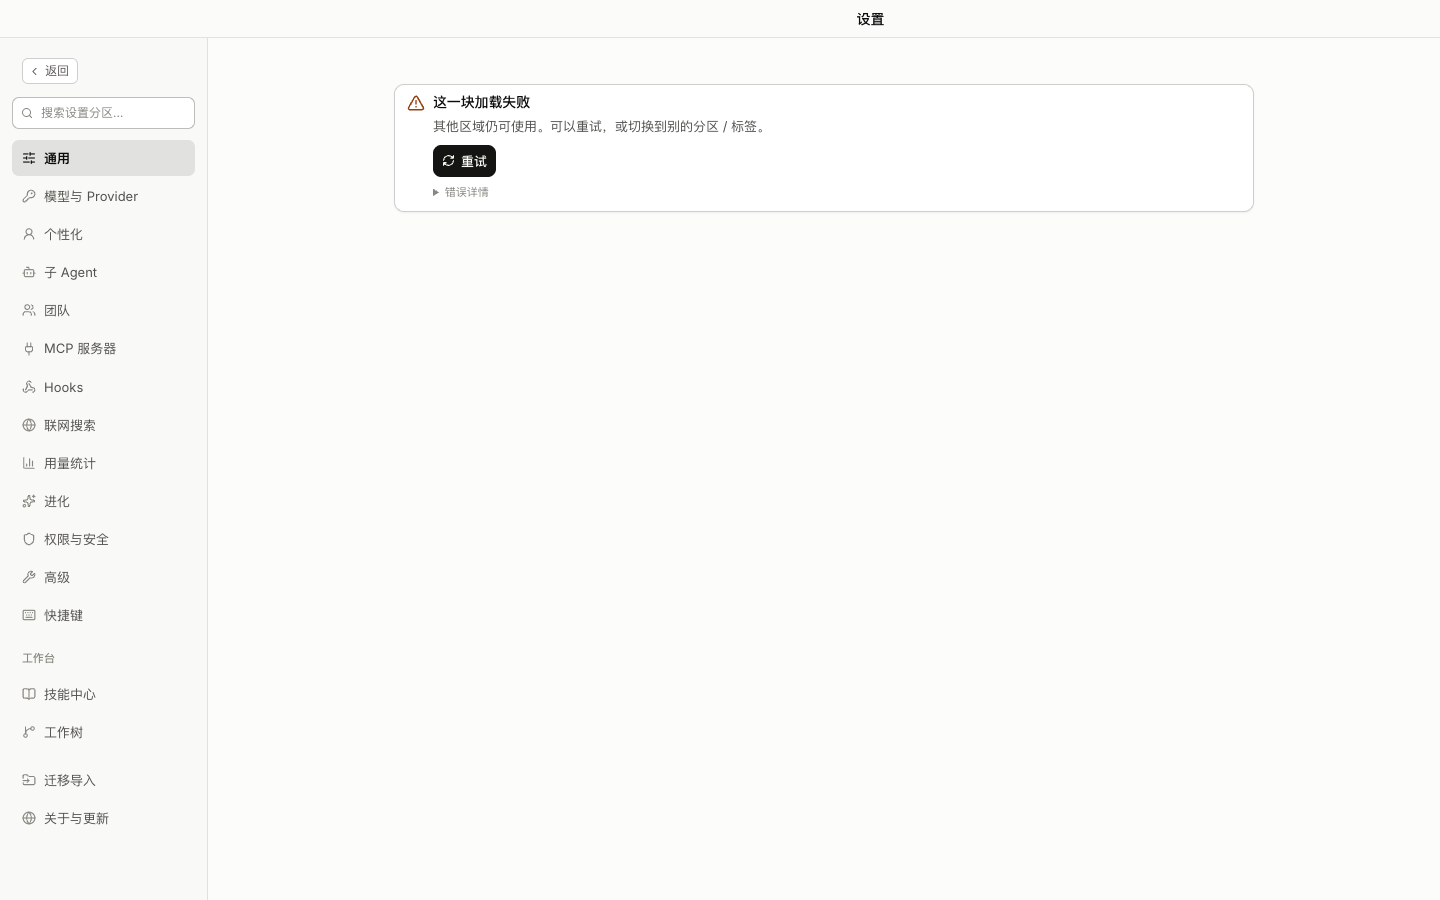 设置
返回
搜索设置分区...
通用
模型与 Provider
个性化
子 Agent
团队
MCP 服务器
Hooks
联网搜索
用量统计
进化
权限与安全
高级
快捷键
工作台
技能中心
工作树
迁移导入
关于与更新
这一块加载失败
其他区域仍可使用。可以重试，或切换到别的分区 / 标签。
重试
错误详情